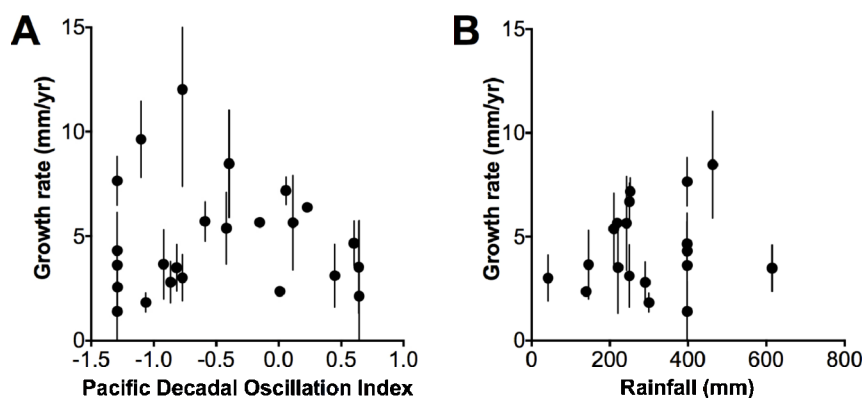 A
B
Growth rate (mm/yr)
15
10
5
0
-1.5 -1.0 -0.5 0.0 0.5 1.0
Pacific Decadal Oscillation Index
Growth rate (mm/yr)
15
10
5
0
0 200 400 600 800
Rainfall (mm)